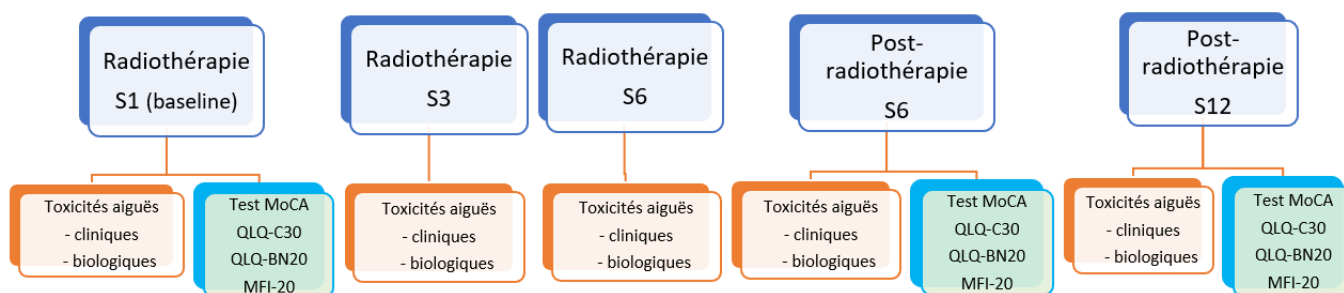 Radiothérapie
S1 (baseline)
Radiothérapie
S3
Radiothérapie
S6
Post-
radiothérapie
S6
Post-
radiothérapie
S12
Toxicités aiguës
- cliniques
- biologiques
Test MoCA
QLQ-C30
QLQ-BN20
MFI-20
Toxicités aiguës
- cliniques
- biologiques
Toxicités aiguës
- cliniques
- biologiques
Toxicités aiguës
- cliniques
- biologiques
Test MoCA
QLQ-C30
QLQ-BN20
MFI-20
Toxicités aiguës
- cliniques
- biologiques
Test MoCA
QLQ-C30
QLQ-BN20
MFI-20